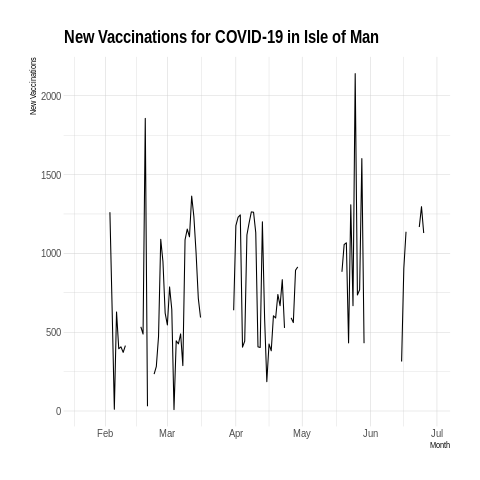 New Vaccinations for COVID-19 in Isle of Man
New Vaccinations
2000
1500
1000
500
0
Feb Mar Apr May Jun Jul
Month